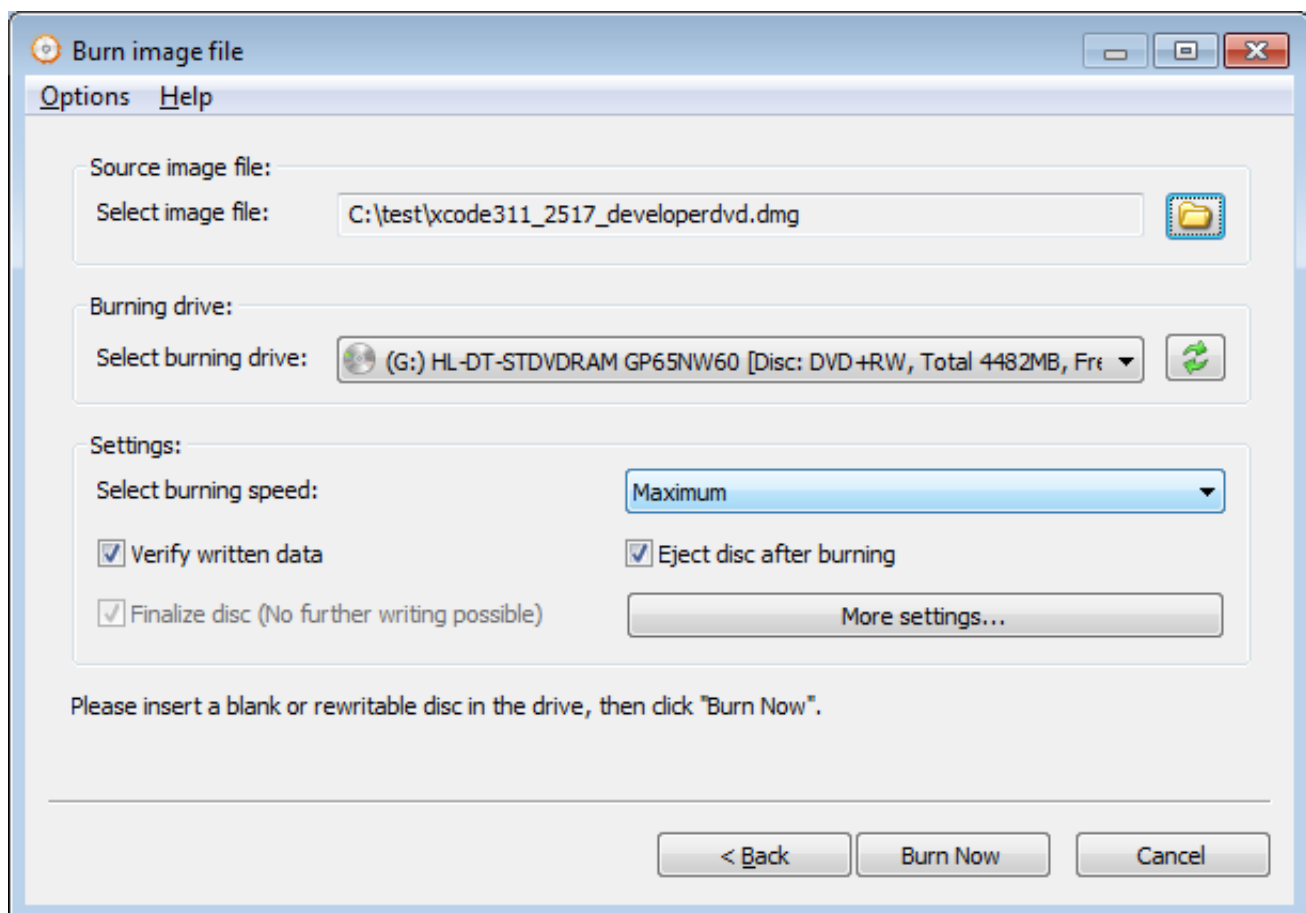 Burn image file
Options Help
Source image file:
Select image file: C:\test\xcode311_2517_developerdvd.dmg
Burning drive:
Select burning drive: (G:) HL-DT-STDVDRAM GP65NW60 [Disc: DVD+RW, Total 4482MB, Fre
Settings:
Select burning speed: Maximum
Verify written data Eject disc after burning
Finalize disc (No further writing possible) More settings...
Please insert a blank or rewritable disc in the drive, then click "Burn Now".
< Back Burn Now Cancel